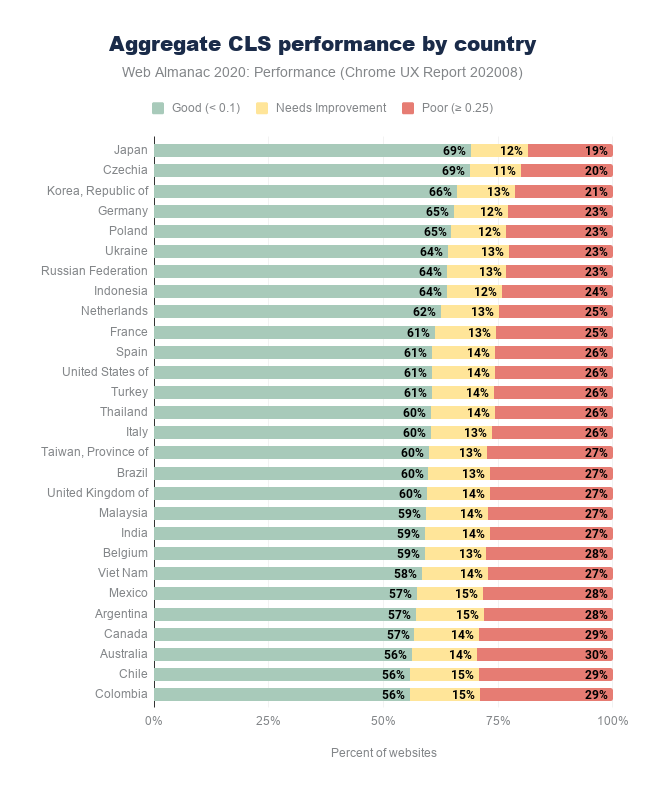 Aggregate CLS performance by country
Web Almanac 2020: Performance (Chrome UX Report 202008)
Good (< 0.1) Needs Improvement Poor (≥ 0.25)
Japan 69% 12% 19%
Czechia 69% 11% 20%
Korea, Republic of 66% 13% 21%
Germany 65% 12% 23%
Poland 65% 12% 23%
Ukraine 64% 13% 23%
Russian Federation 64% 13% 23%
Indonesia 64% 12% 24%
Netherlands 62% 13% 25%
France 61% 13% 25%
Spain 61% 14% 26%
United States of 61% 14% 26%
Turkey 61% 14% 26%
Thailand 60% 14% 26%
Italy 60% 13% 26%
Taiwan, Province of 60% 13% 27%
Brazil 60% 13% 27%
United Kingdom of 60% 14% 27%
Malaysia 59% 14% 27%
India 59% 14% 27%
Belgium 59% 13% 28%
Viet Nam 58% 14% 27%
Mexico 57% 15% 28%
Argentina 57% 15% 28%
Canada 57% 14% 29%
Australia 56% 14% 30%
Chile 56% 15% 29%
Colombia 56% 15% 29%
0% 25% 50% 75% 100%
Percent of websites